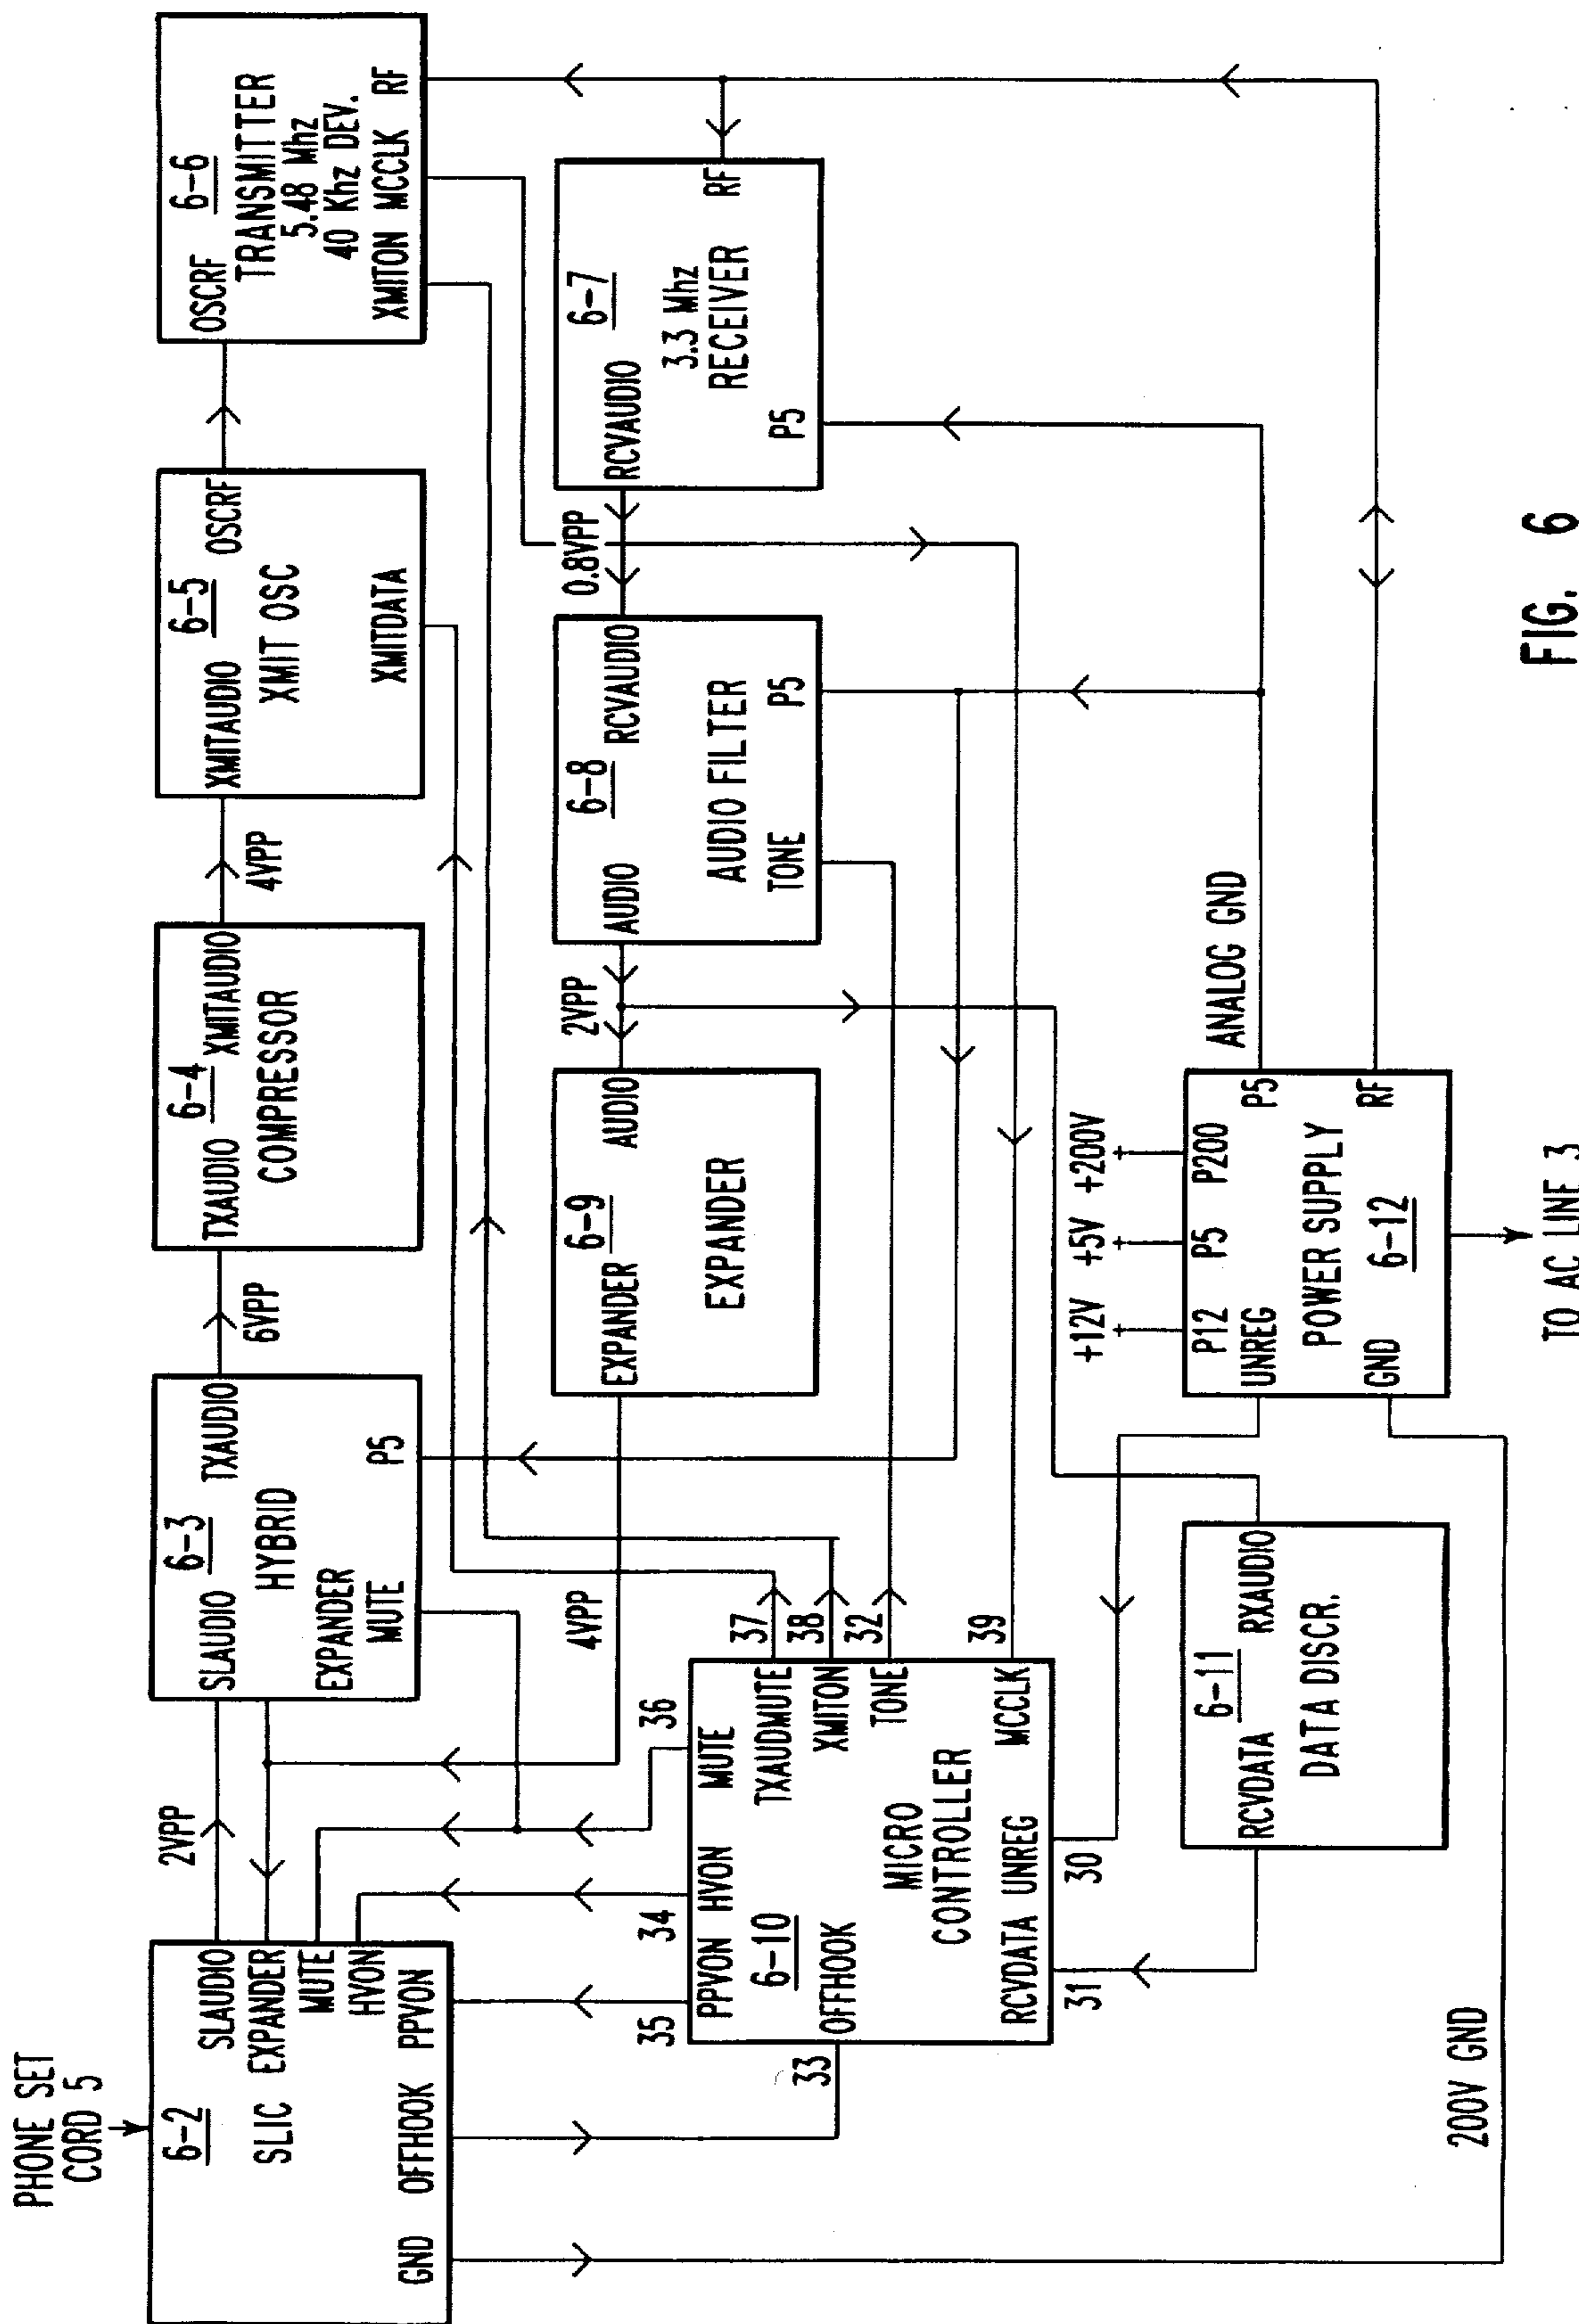 PHONE SET
CORD 5
6-2
SLIC
SLAUDIO
EXPANDER
MUTE
HVON
OFFHOOK PPVON
GND
2VPP
6-3
SLAUDIO
TXAUDIO
HYBRID
EXPANDER
MUTE
P5
6VPP
6-4
TXAUDIO
XMITAUDIO
COMPRESSOR
4VPP
6-5
XMITAUDIO
OSCRF
XMIT OSC
XMITDATA
6-6
OSCRF
TRANSMITTER
5.48 Mhz
40 Khz DEV.
XMITON MCCLK RF
4VPP
6-9
EXPANDER
AUDIO
EXPANDER
2VPP
6-8
AUDIO
RCVAUDIO
AUDIO FILTER
TONE
P5
0.8VPP
6-7
RCVAUDIO
RF
3.3 Mhz
RECEIVER
P5
35
34
36
PPVON HVON
MUTE
6-10
TXAUDMUTE
37
XMITON
38
TONE
32
33
OFFHOOK
MICRO
CONTROLLER
MCCLK
39
RCVDATA UNREG
31
30
6-11
RCVDATA
RXAUDIO
DATA DISCR.
+12V
+5V
+200V
P12
P5
P200
UNREG
P5
ANALOG GND
POWER SUPPLY
6-12
GND
RF
200V GND
TO AC LINE 3
FIG. 6